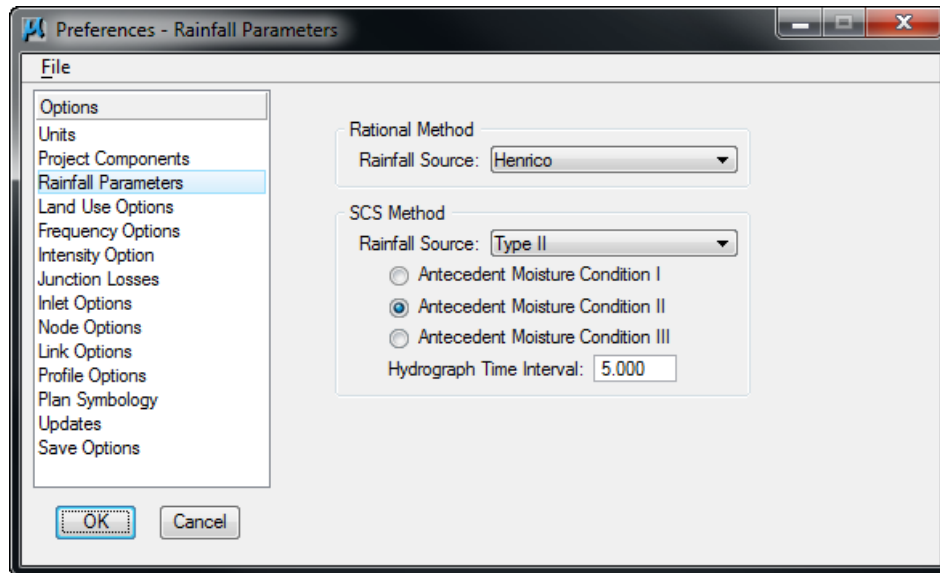 Preferences - Rainfall Parameters
File
Options
Units
Project Components
Rainfall Parameters
Land Use Options
Frequency Options
Intensity Option
Junction Losses
Inlet Options
Node Options
Link Options
Profile Options
Plan Symbology
Updates
Save Options
OK Cancel
Rational Method
Rainfall Source: Henrico
SCS Method
Rainfall Source: Type II
Antecedent Moisture Condition I
Antecedent Moisture Condition II
Antecedent Moisture Condition III
Hydrograph Time Interval: 5.000